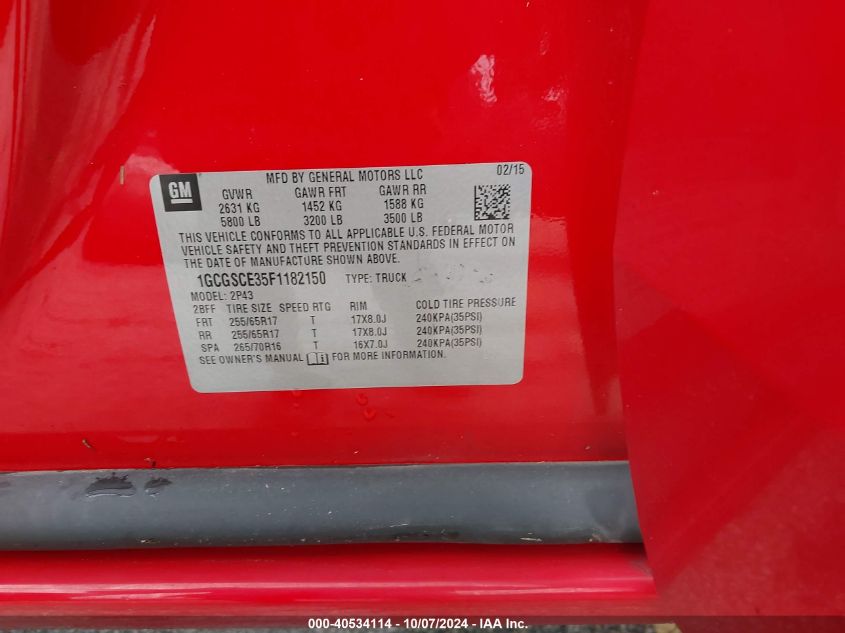 MFD BY GENERAL MOTORS LLC 02/15
GM
GVWR GAWR FRT GAWR RR
2631 KG 1452 KG 1588 KG
5800 LB 3200 LB 3500 LB
THIS VEHICLE CONFORMS TO ALL APPLICABLE U.S. FEDERAL MOTOR
VEHICLE SAFETY AND THEFT PREVENTION STANDARDS IN EFFECT ON
THE DATE OF MANUFACTURE SHOWN ABOVE.
1GCGSCE35F1182150 TYPE: TRUCK
MODEL: 2P43
2BFF TIRE SIZE SPEED RTG RIM COLD TIRE PRESSURE
FRT 255/65R17 T 17X8.0J 240KPA(35PSI)
RR 255/65R17 T 17X8.0J 240KPA(35PSI)
SPA 265/70R16 T 16X7.0J 240KPA(35PSI)
SEE OWNER'S MANUAL FOR MORE INFORMATION.
000-40534114 - 10/07/2024 - IAA Inc.